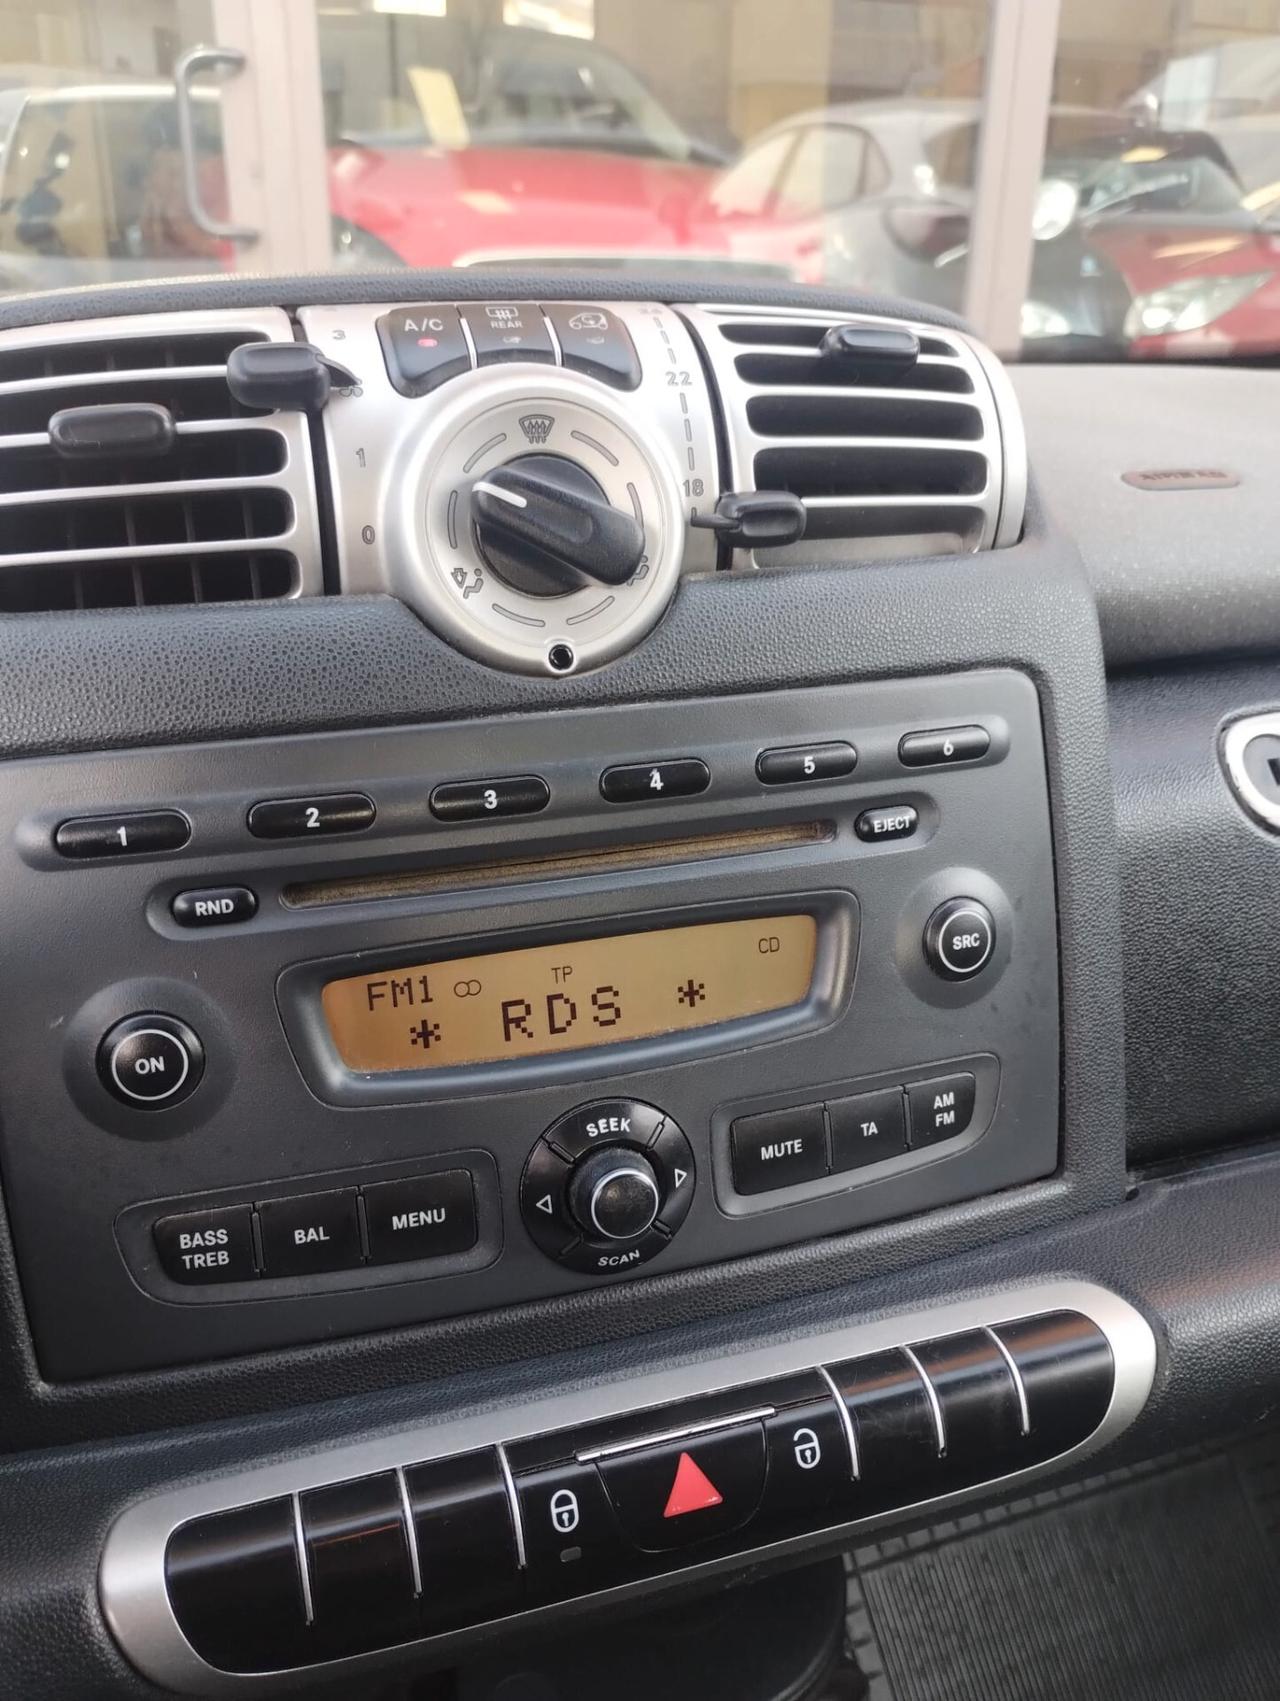 A/C
REAR
3
22
1
18
0
AIRBAG
1
2
3
4
5
6
EJECT
RND
SRC
CD
FM1
TP
* RDS *
ON
SEEK
AM
FM
TA
MUTE
MENU
BAL
BASS
TREB
SCAN